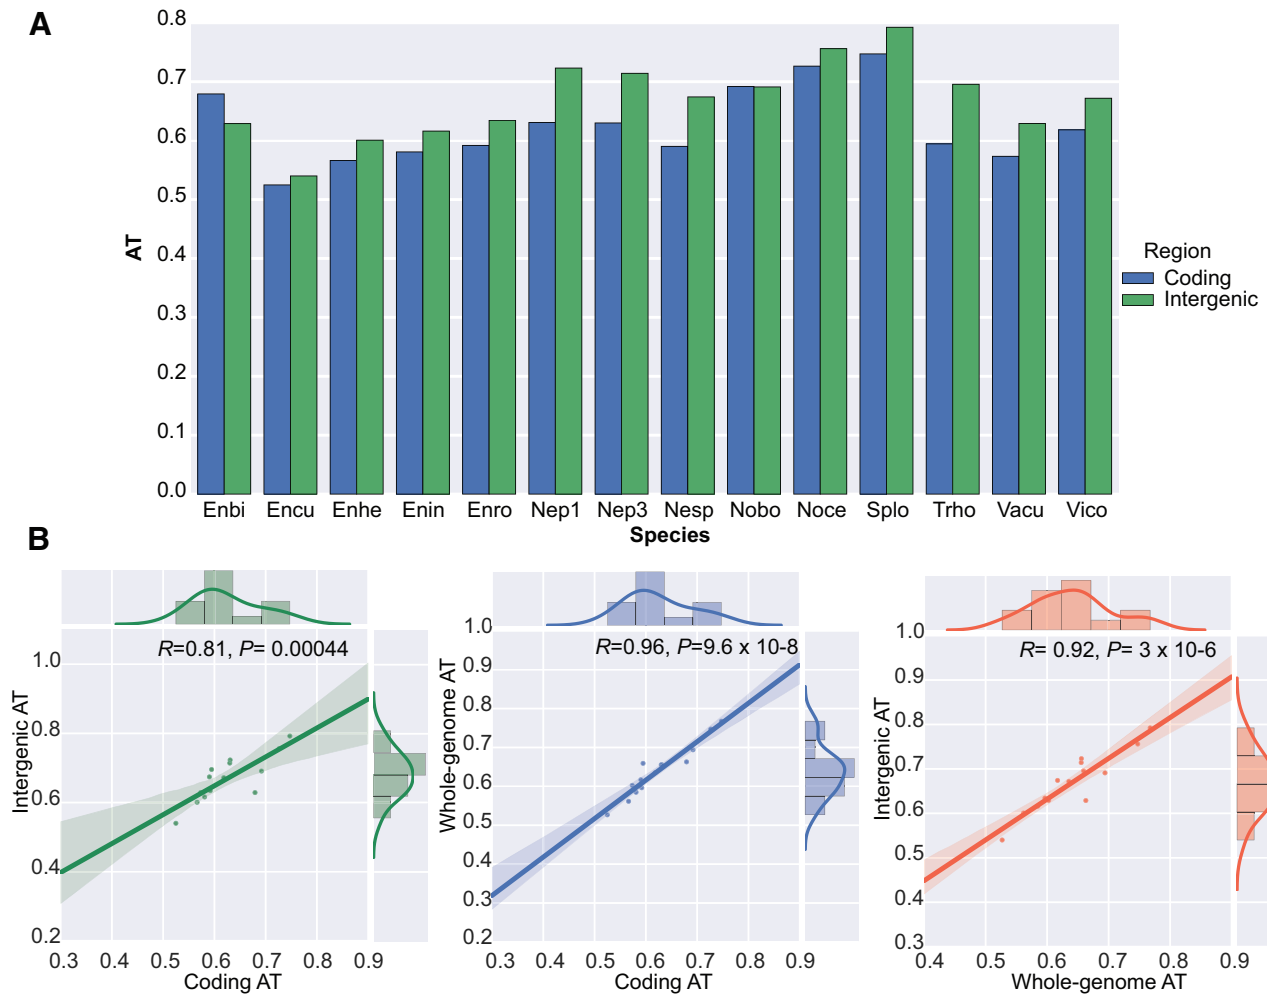 A
0.8
0.7
0.6
0.5
0.4
0.3
0.2
0.1
0.0
AT
Enbi Encu Enhe Enin Enro Nep1 Nep3 Nesp Nobo Noce Splo Trho Vacu Vico
Species
Region
Coding
Intergenic
B
R=0.81, P= 0.00044
1.0
0.8
0.6
0.4
0.2
Intergenic AT
0.3 0.4 0.5 0.6 0.7 0.8 0.9
Coding AT
R=0.96, P=9.6 x 10-8
1.0
0.9
0.8
0.7
0.6
0.5
0.4
0.3
0.2
Whole-genome AT
0.3 0.4 0.5 0.6 0.7 0.8 0.9
Coding AT
R= 0.92, P= 3 x 10-6
1.0
0.9
0.8
0.7
0.6
0.5
0.4
0.3
Intergenic AT
0.4 0.5 0.6 0.7 0.8 0.9
Whole-genome AT